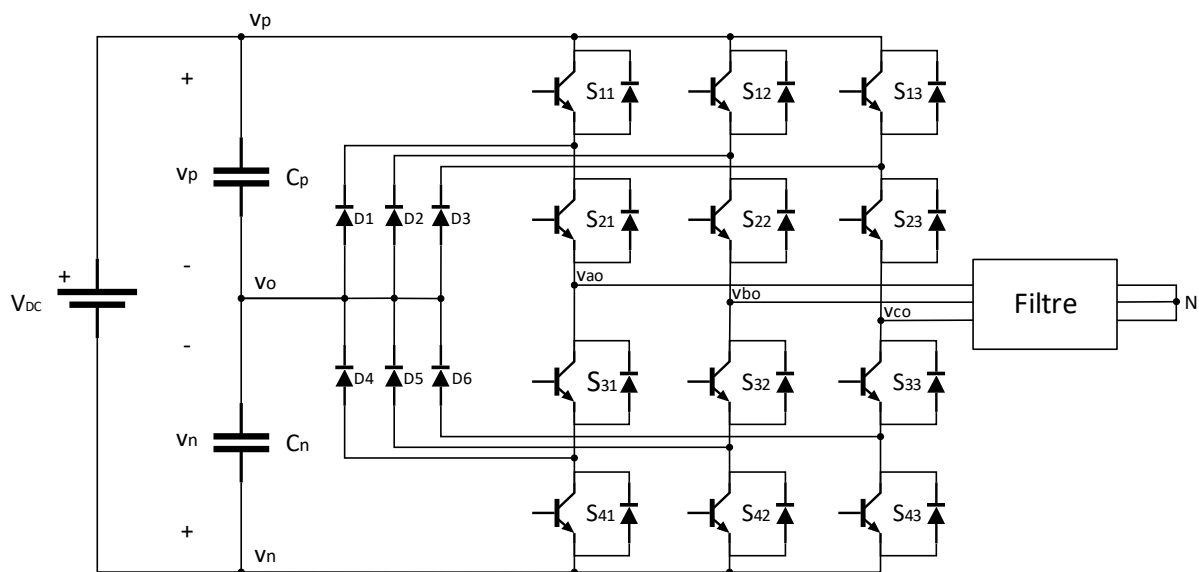 Vp
+
S11
S12
S13
vp
Cp
D1
D2
D3
S21
S22
S23
-
+
VDC
Vo
vao
vbo
vco
Filtre
N
-
D4
D5
D6
S31
S32
S33
vn
Cn
+
S41
S42
S43
Vn